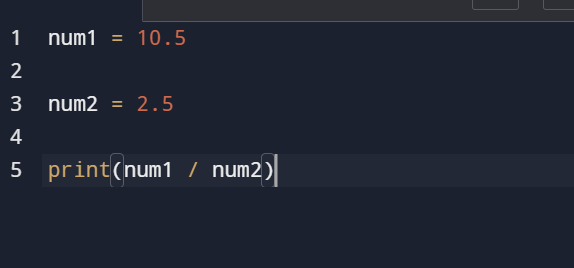 1 num1 = 10.5
2
3 num2 = 2.5
4
5 print(num1 / num2)